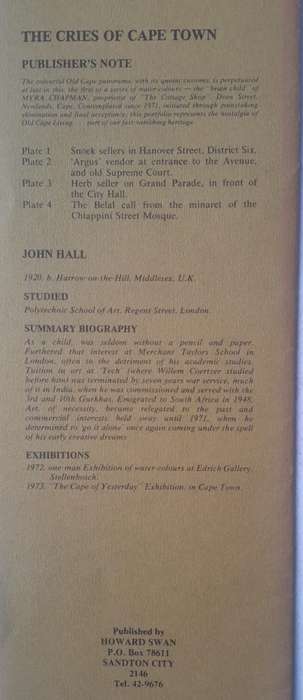 THE CRIES OF CAPE TOWN
PUBLISHER'S NOTE
The colourful Old Cape panorama, with its quaint customs, is perpetuated
at last in this, the first of a series of water-colours — the "brain child" of
MYRA CHAPMAN, proprietor of "The Cottage Shop", Dean Street,
Newlands, Cape. Contemplated since 1971, initiated through painstaking
elimination and final acceptance, this portfolio represents the nostalgia of
Old Cape Living . . . part of our fast-vanishing heritage.
Plate 1 Snoek sellers in Hanover Street, District Six.
Plate 2 'Argus' vendor at entrance to the Avenue,
and old Supreme Court.
Plate 3 Herb seller on Grand Parade, in front of
the City Hall.
Plate 4 The Belal call from the minaret of the
Chiappini Street Mosque.
JOHN HALL
1920. b. Harrow-on-the-Hill, Middlesex, U.K.
STUDIED
Polytechnic School of Art, Regent Street, London.
SUMMARY BIOGRAPHY
As a child, was seldom without a pencil and paper.
Furthered that interest at Merchant Taylors School in
London, often to the detriment of his academic studies.
Tuition in art at 'Tech' (where Willem Coertzer studied
before him) was terminated by seven years war service, much
of it in India, when he was commissioned and served with the
3rd and 10th Gurkhas. Emigrated to South Africa in 1948.
Art, of necessity, became relegated to the past and
commercial interests held sway until 1971, when he
determined to 'go it alone' once again coming under the spell
of his early creative dreams.
EXHIBITIONS
1972. one-man Exhibition of water-colours at Edrich Gallery,
Stellenbosch.
1973. "The Cape of Yesterday" Exhibition, in Cape Town.
Published by
HOWARD SWAN
P.O. Box 78611
SANDTON CITY
2146
Tel. 42-9676